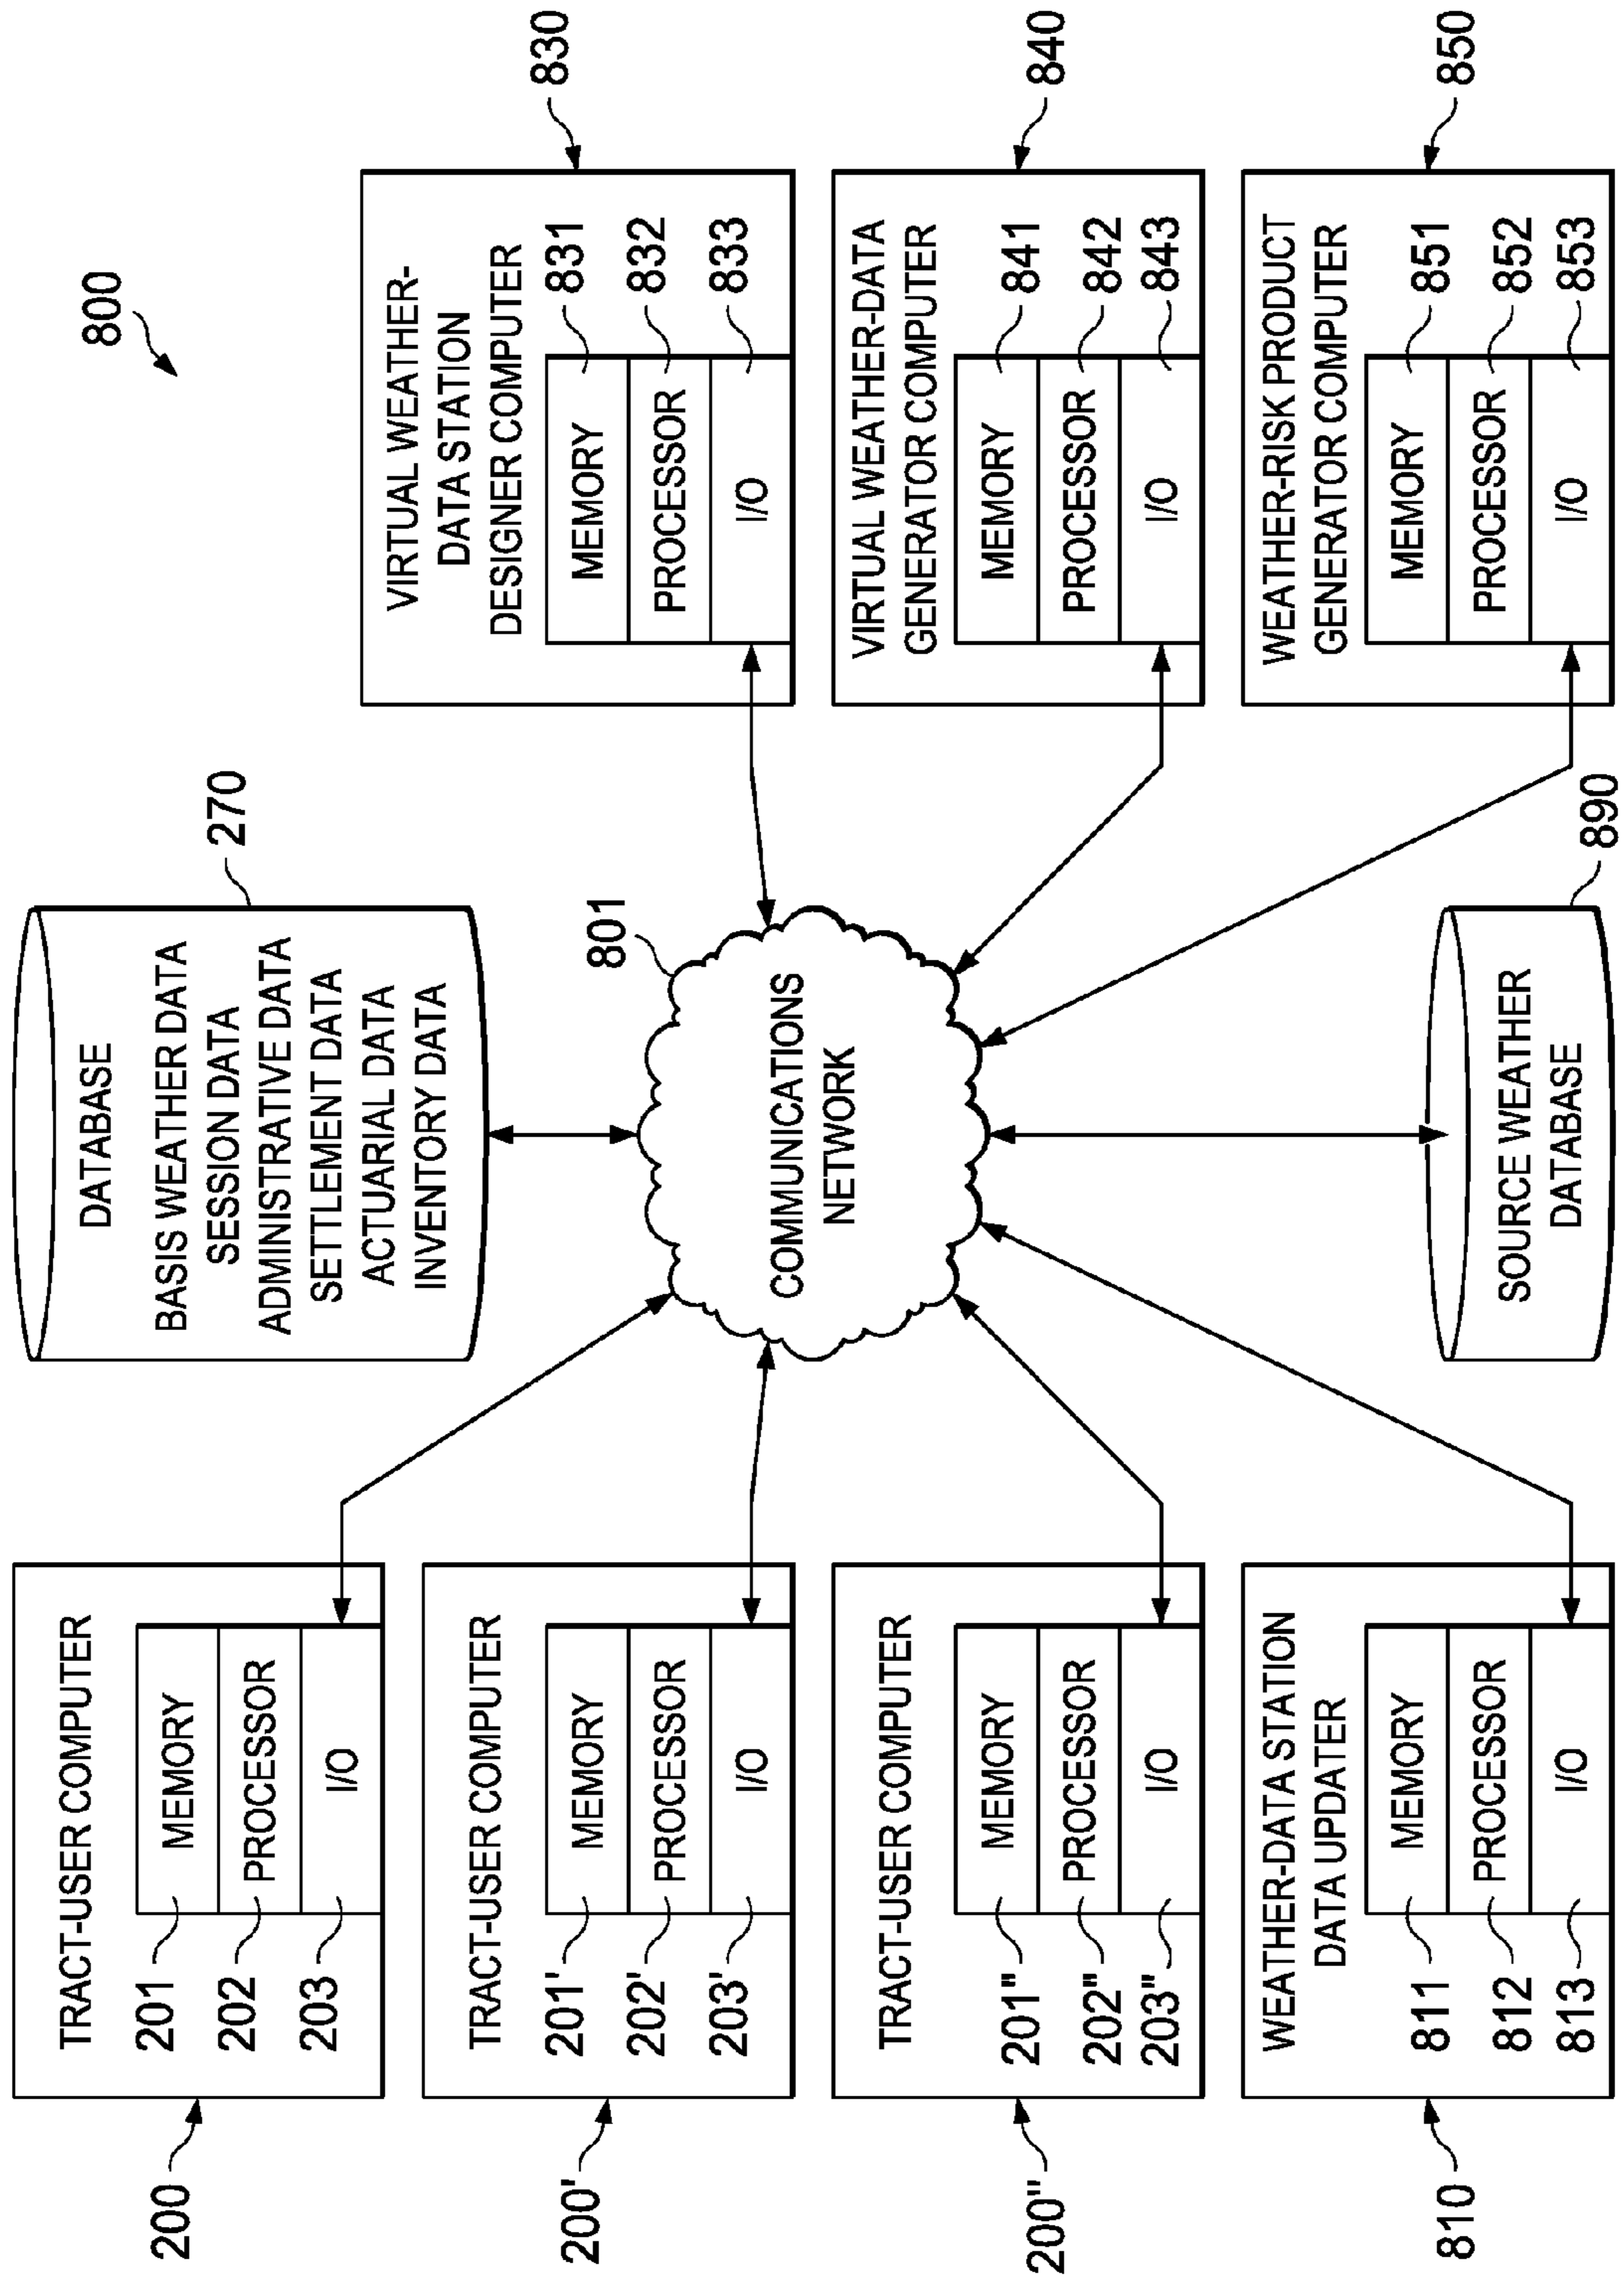 800
TRACT-USER COMPUTER
MEMORY
PROCESSOR
I/O
201
202
203
200
TRACT-USER COMPUTER
MEMORY
PROCESSOR
I/O
201'
202'
203'
200'
TRACT-USER COMPUTER
MEMORY
PROCESSOR
I/O
201"
202"
203"
200"
WEATHER-DATA STATION
DATA UPDATER
MEMORY
PROCESSOR
I/O
811
812
813
810
DATABASE
BASIS WEATHER DATA
SESSION DATA
ADMINISTRATIVE DATA
SETTLEMENT DATA
ACTUARIAL DATA
INVENTORY DATA
270
801
COMMUNICATIONS
NETWORK
SOURCE WEATHER
DATABASE
890
VIRTUAL WEATHER-
DATA STATION
DESIGNER COMPUTER
MEMORY
PROCESSOR
I/O
831
832
833
830
VIRTUAL WEATHER-DATA
GENERATOR COMPUTER
MEMORY
PROCESSOR
I/O
841
842
843
840
WEATHER-RISK PRODUCT
GENERATOR COMPUTER
MEMORY
PROCESSOR
I/O
851
852
853
850